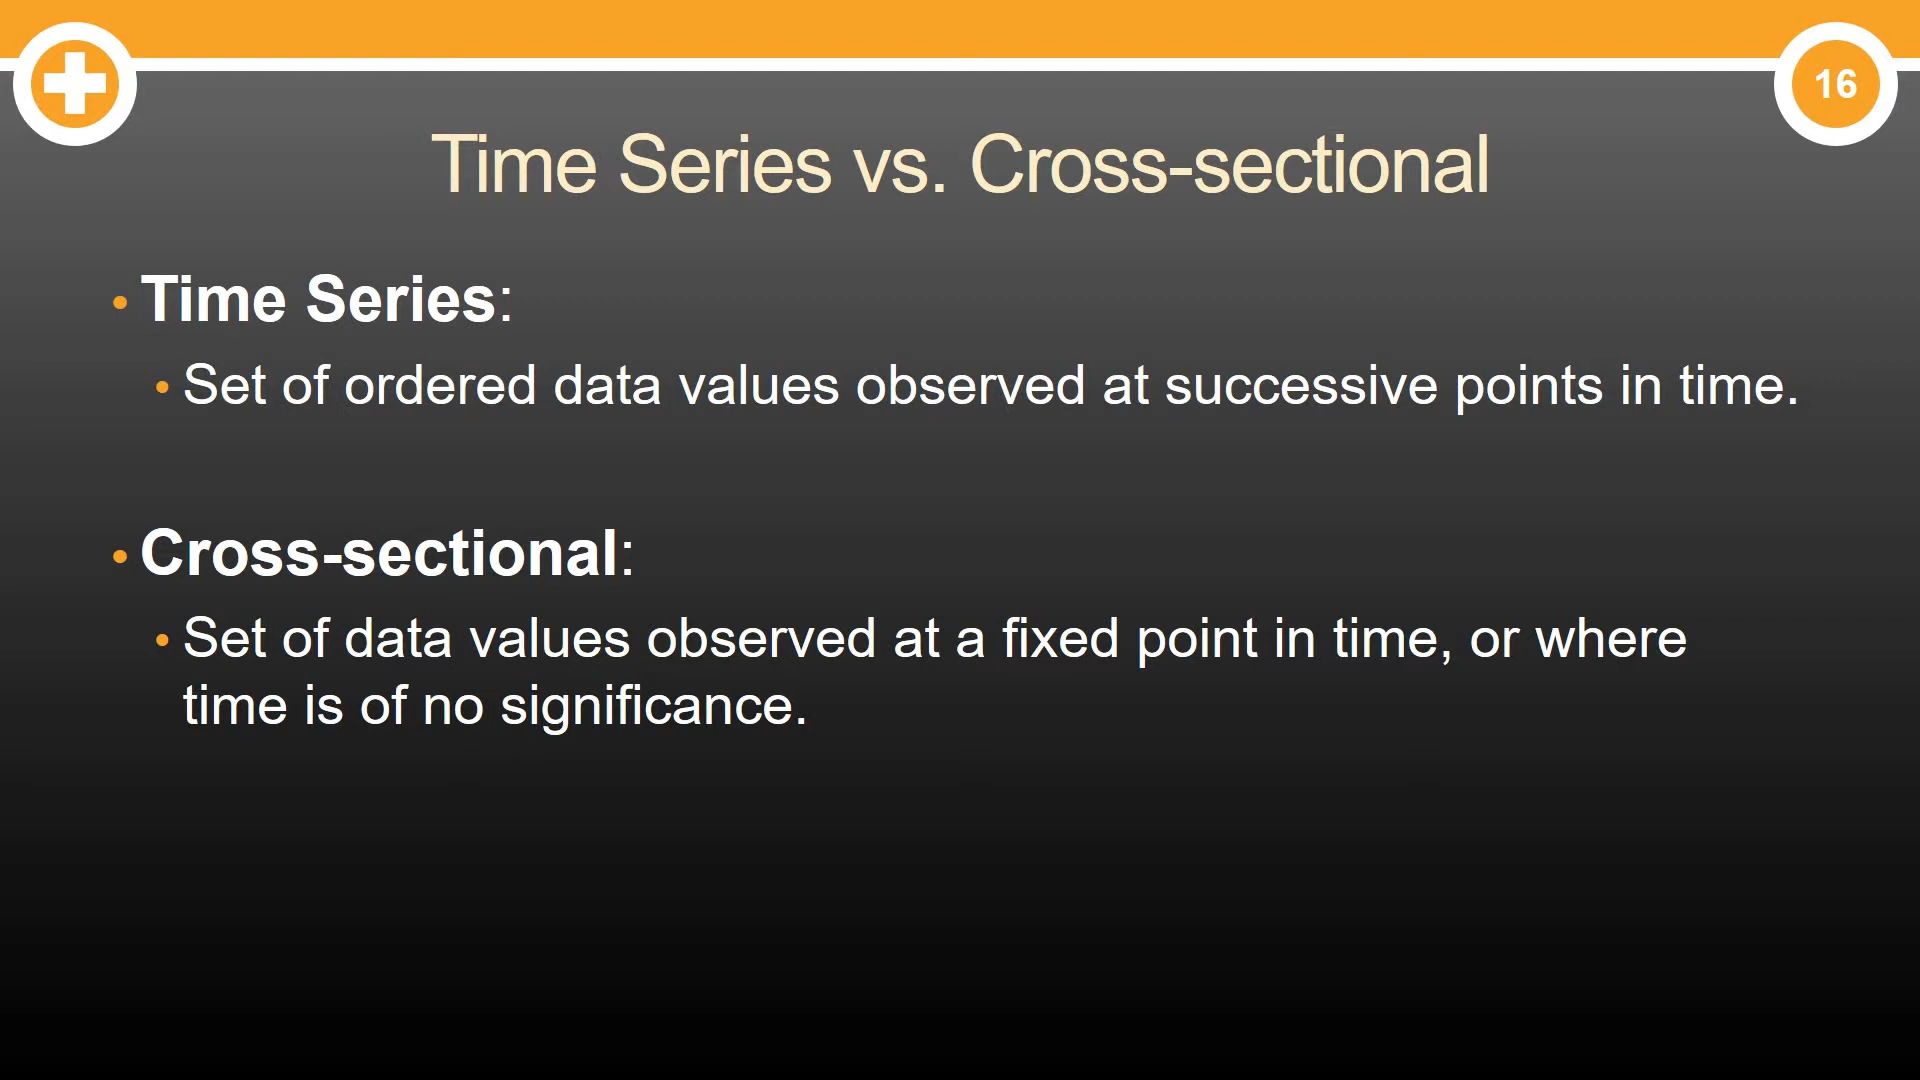 16
Time Series vs. Cross-sectional
• Time Series:
• Set of ordered data values observed at successive points in time.
• Cross-sectional:
• Set of data values observed at a fixed point in time, or where
time is of no significance.